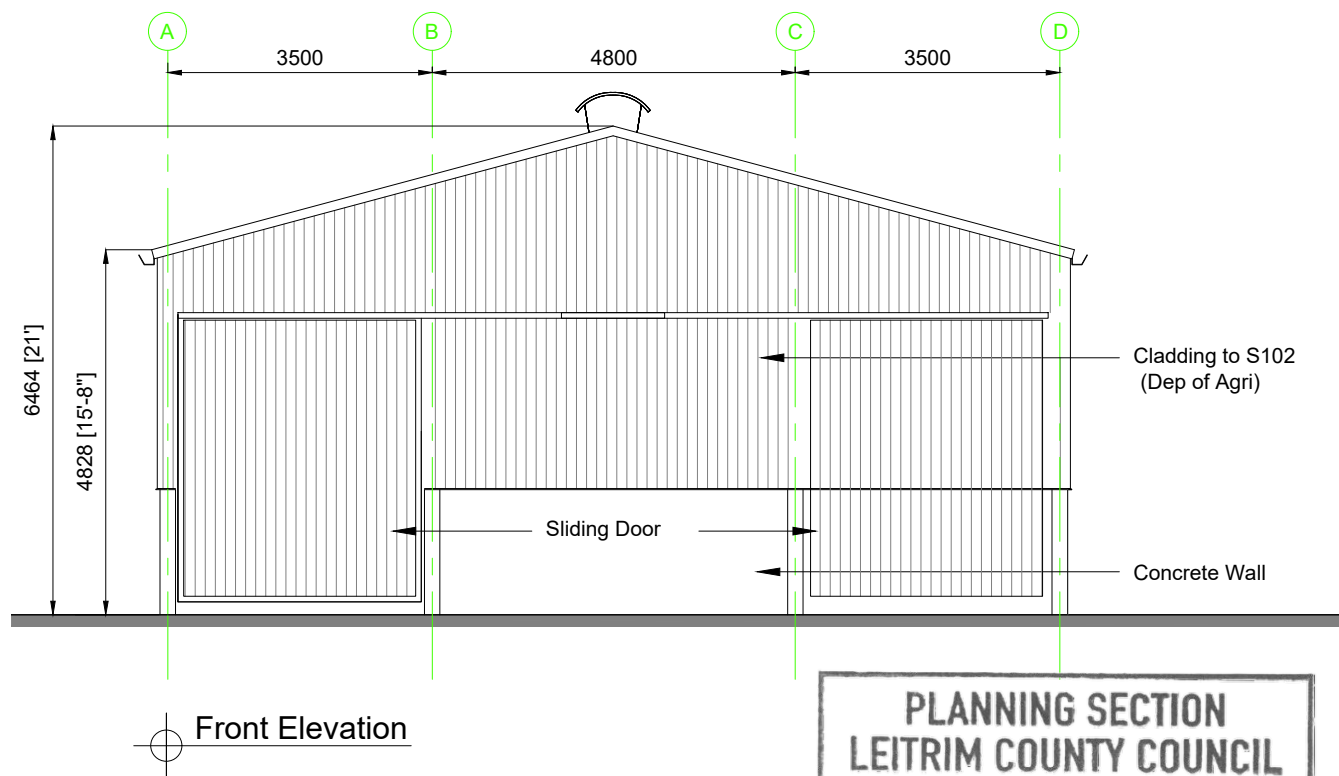 A
B
C
D
3500
4800
3500
6464 [21']
4828 [15'-8"]
Cladding to S102
(Dep of Agri)
Sliding Door
Concrete Wall
Front Elevation
PLANNING SECTION
LEITRIM COUNTY COUNCIL